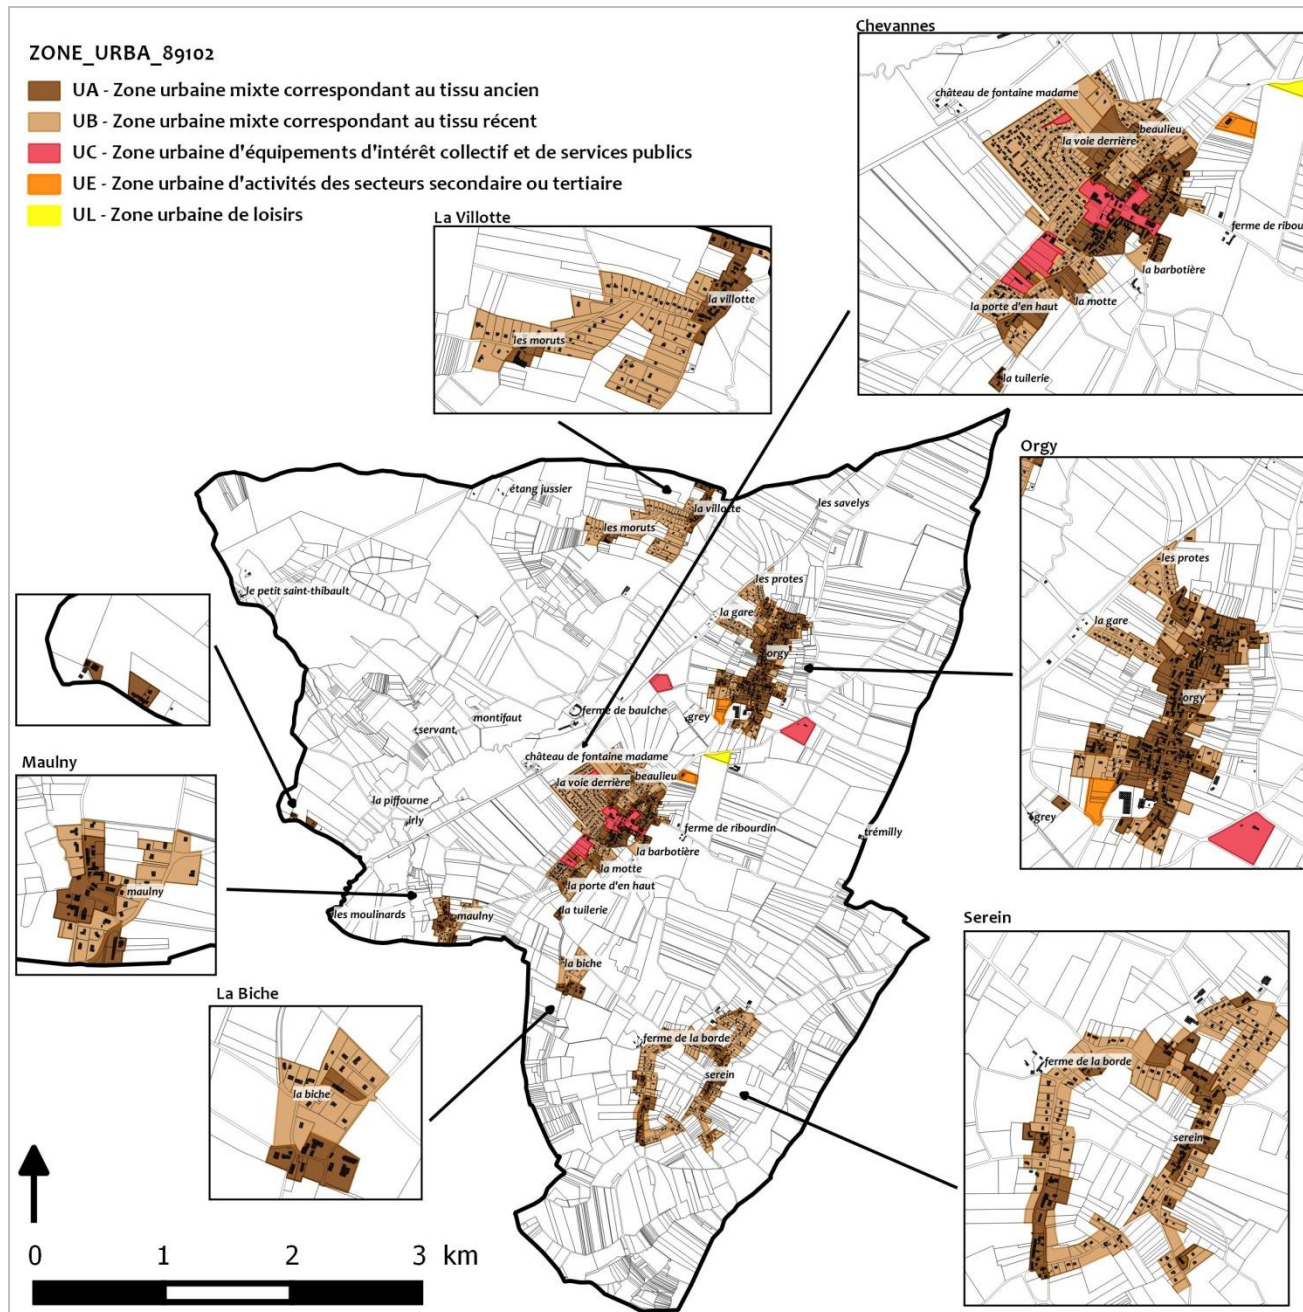 ZONE_URBA_89102
UA - Zone urbaine mixte correspondant au tissu ancien
UB - Zone urbaine mixte correspondant au tissu récent
UC - Zone urbaine d'équipements d'intérêt collectif et de services publics
UE - Zone urbaine d'activités des secteurs secondaire ou tertiaire
UL - Zone urbaine de loisirs
Chevannes
château de fontaine madame
beaulieu
la voie derrière
ferme de ribou
la barbotière
la motte
la porte d'en haut
la tuilerie
La Villotte
la villotte
les moruts
Orgy
les protes
la gare
orgy
grey
étang jussier
les savelys
la villotte
les moruts
le petit saint-thibault
les protes
la gare
orgy
montifaut
servant
ferme de baulche
grey
château de fontaine madame
beaulieu
la voie derrière
la piffourne
irly
ferme de ribourdin
trémilly
la barbotière
la motte
la porte d'en haut
les moulinards
maulny
la tuilerie
la biche
ferme de la borde
serein
Maulny
maulny
La Biche
la biche
Serein
ferme de la borde
serein
0 1 2 3 km